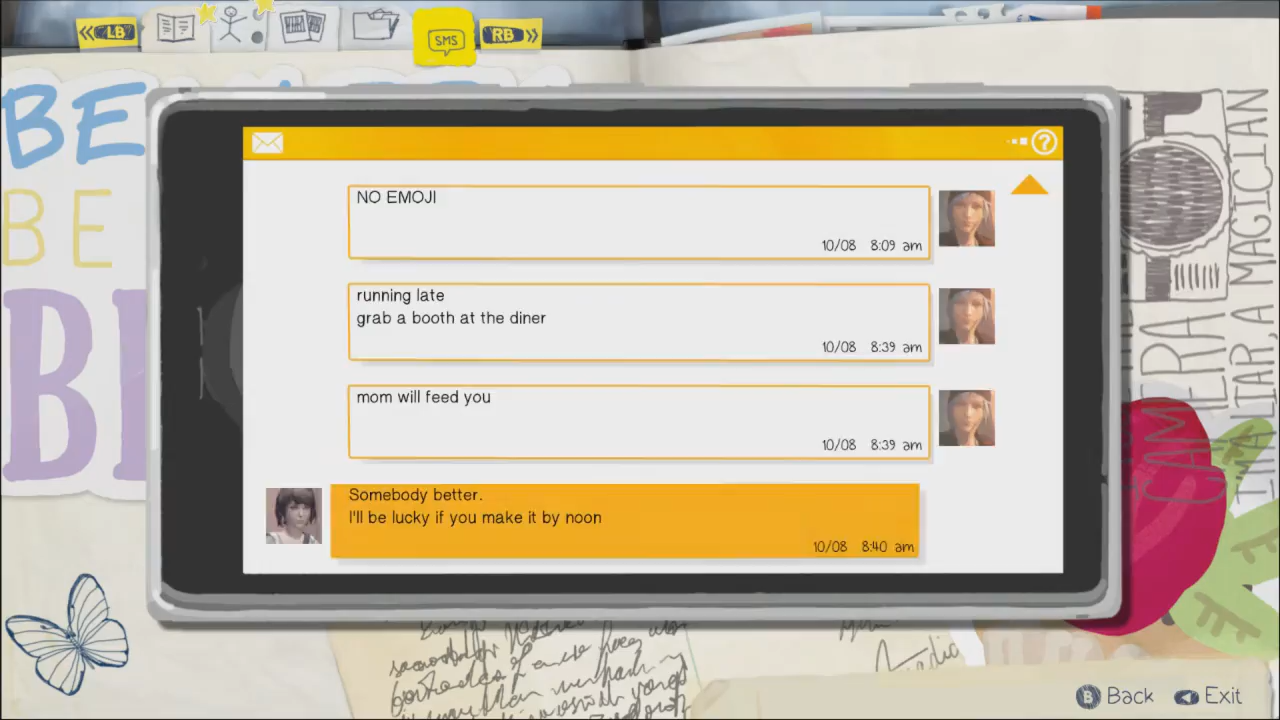 LB
SMS
RB
BE
BE
NO EMOJI
10/08 8:09 am
running late
grab a booth at the diner
10/08 8:39 am
mom will feed you
10/08 8:39 am
Somebody better.
I'll be lucky if you make it by noon
10/08 8:40 am
?
CAMERA
IMA LIAR, A MAGICIAN
B Back
Exit